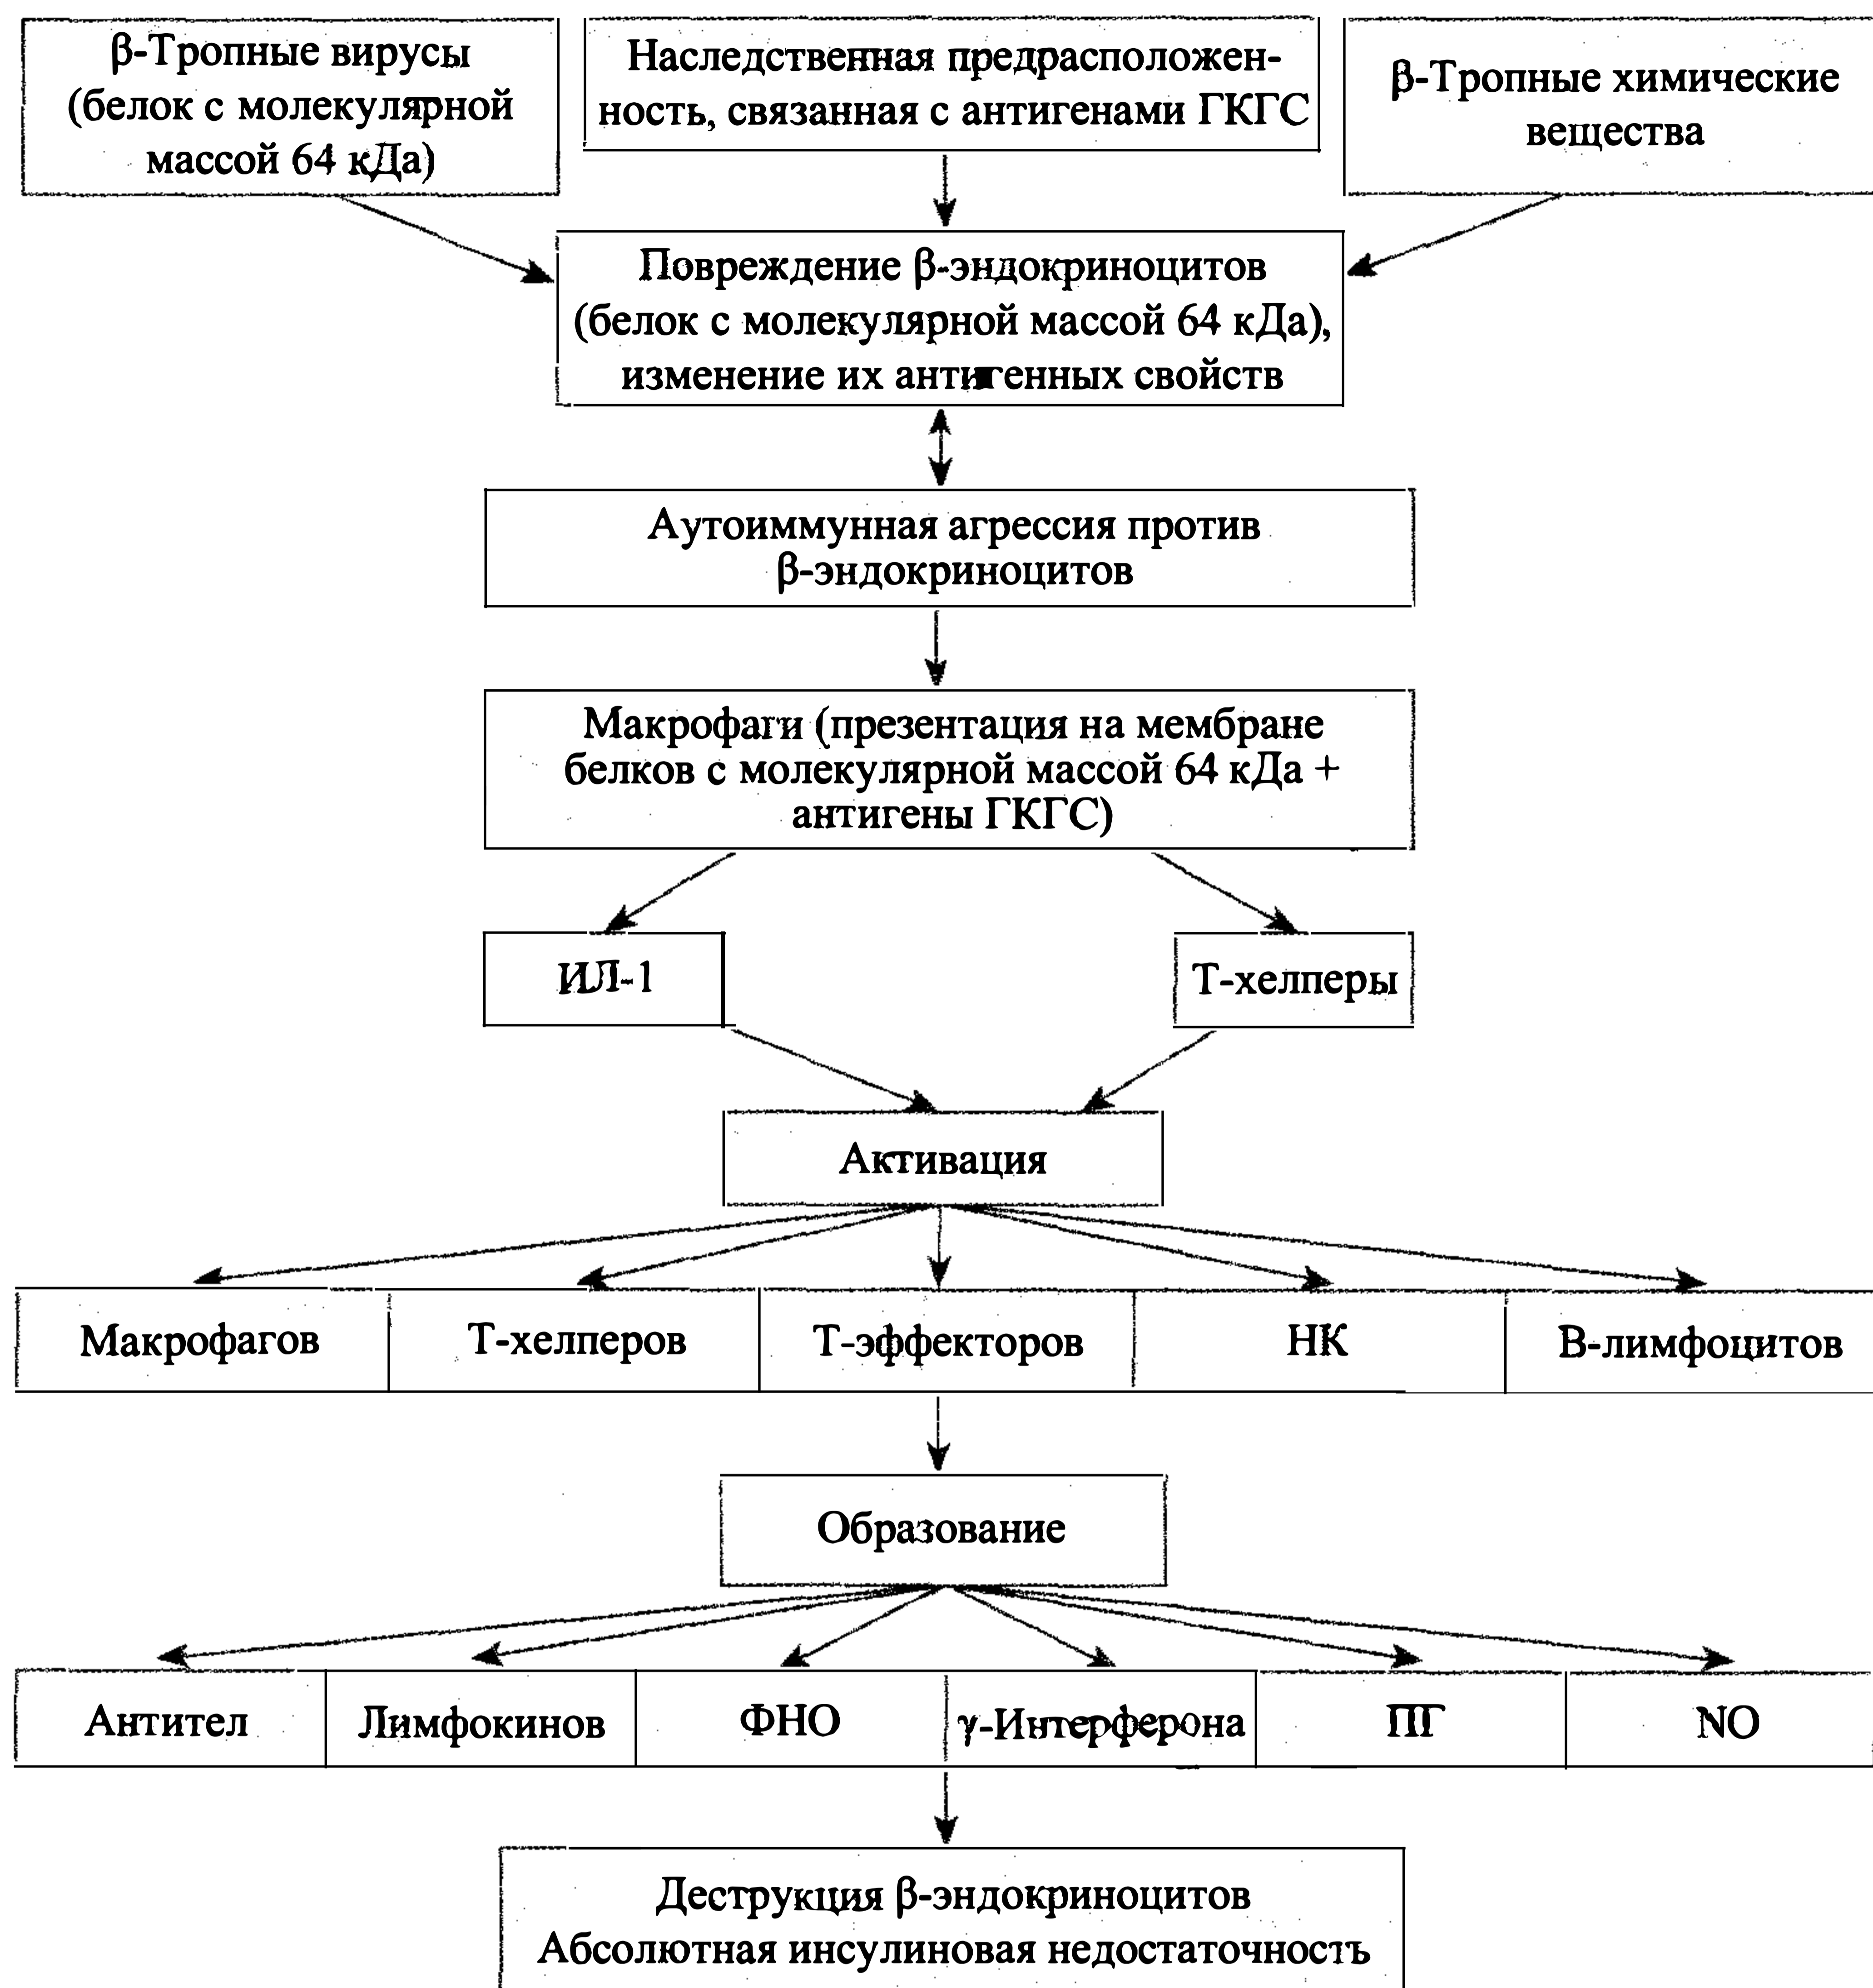 β-Тропные вирусы
(белок с молекулярной
массой 64 кДа)
Наследственная предрасположен-
ность, связанная с антигенами ГКГС
β-Тропные химические
вещества
Повреждение β-эндокриноцитов
(белок с молекулярной массой 64 кДа),
изменение их антигенных свойств
Аутоиммунная агрессия против
β-эндокриноцитов
Макрофаги (презентация на мембране
белков с молекулярной массой 64 кДа +
антигены ГКГС)
ИЛ-1
Т-хелперы
Активация
Макрофагов
Т-хелперов
Т-эффекторов
НК
В-лимфоцитов
Образование
Антител
Лимфокинов
ФНО
γ-Интерферона
ПГ
NO
Деструкция β-эндокриноцитов
Абсолютная инсулиновая недостаточность